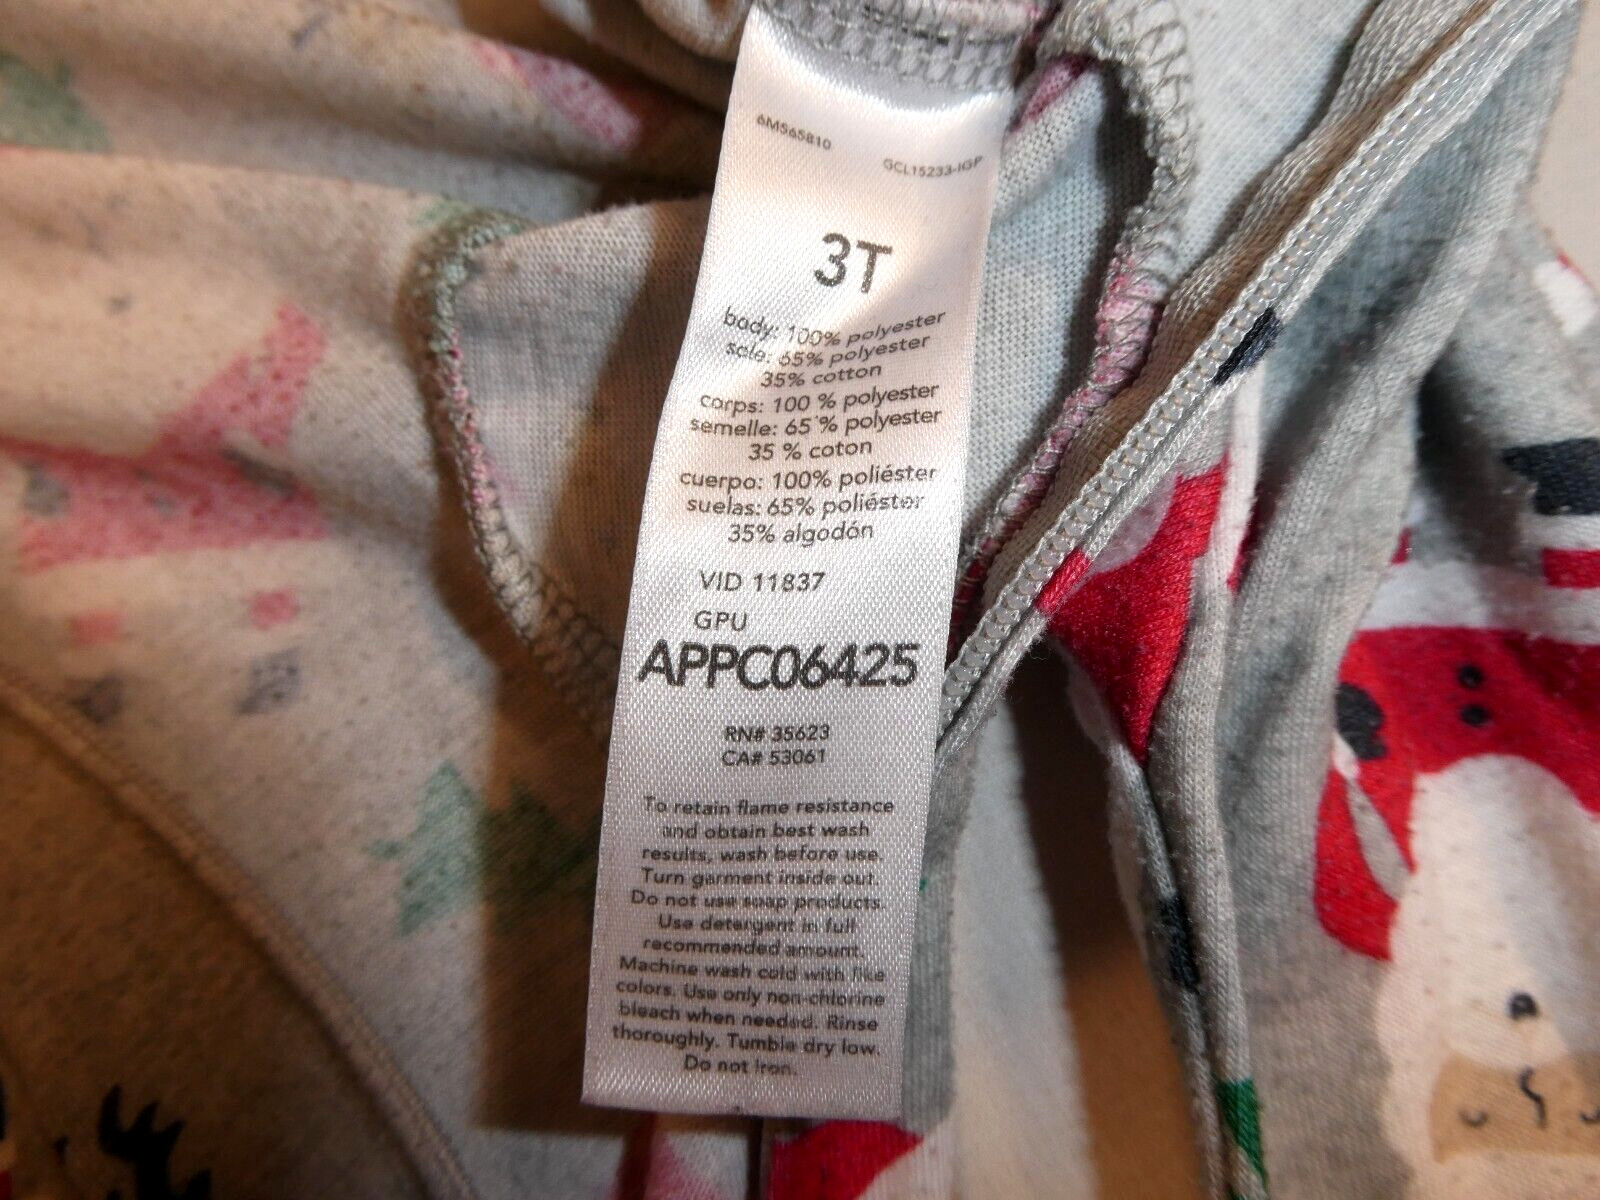 6M565810
GCL15233-IGP
3T
body: 100% polyester
sole: 65% polyester
35% cotton
corps: 100 % polyester
semelle: 65 % polyester
35 % coton
cuerpo: 100% poliéster
suelas: 65% poliéster
35% algodón
VID 11837
GPU
APPC06425
RN# 35623
CA# 53061
To retain flame resistance
and obtain best wash
results, wash before use.
Turn garment inside out.
Do not use soap products.
Use detergent in full
recommended amount.
Machine wash cold with like
colors. Use only non-chlorine
bleach when needed. Rinse
thoroughly. Tumble dry low.
Do not iron.